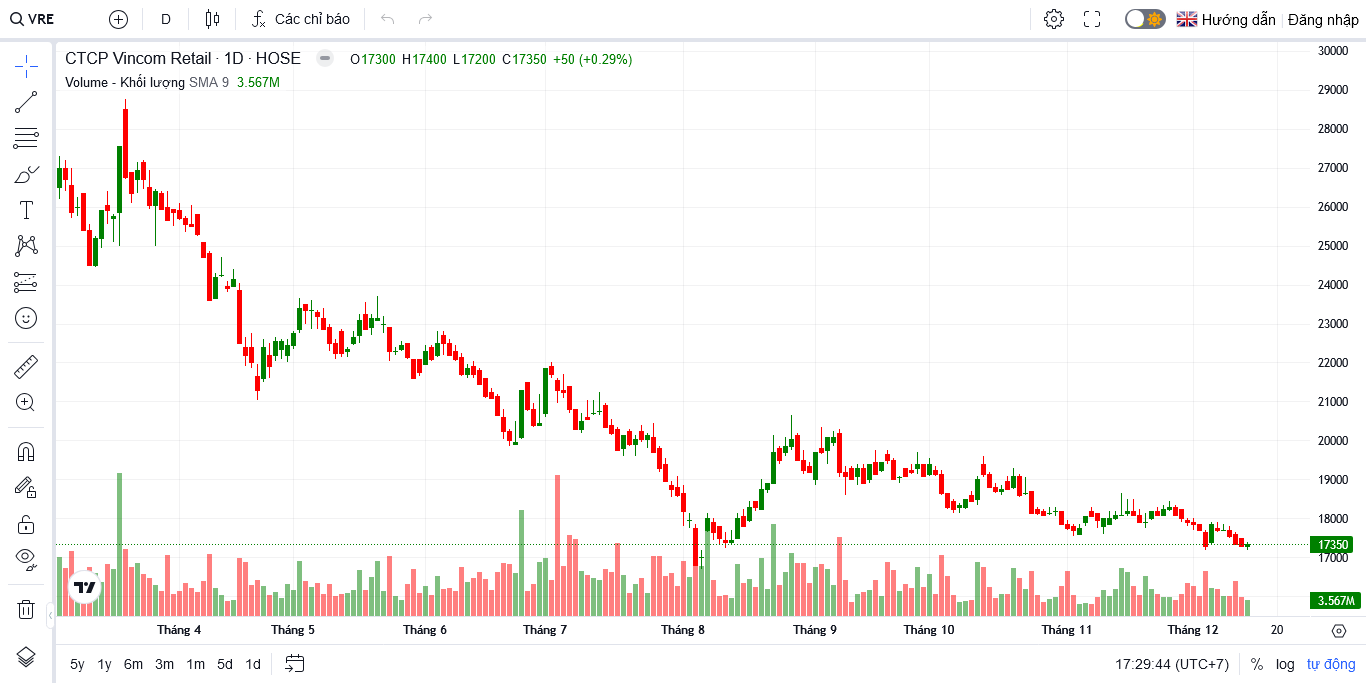 VRE D Các chỉ báo Hướng dẫn Đăng nhập
CTCP Vincom Retail · 1D · HOSE O17300 H17400 L17200 C17350 +50 (+0.29%)
Volume - Khối lượng SMA 9 3.567M
30000
29000
28000
27000
26000
25000
24000
23000
22000
21000
20000
19000
18000
17350
17000
3.567M
Tháng 4 Tháng 5 Tháng 6 Tháng 7 Tháng 8 Tháng 9 Tháng 10 Tháng 11 Tháng 12 20
5y 1y 6m 3m 1m 5d 1d 17:29:44 (UTC+7) % log tự động